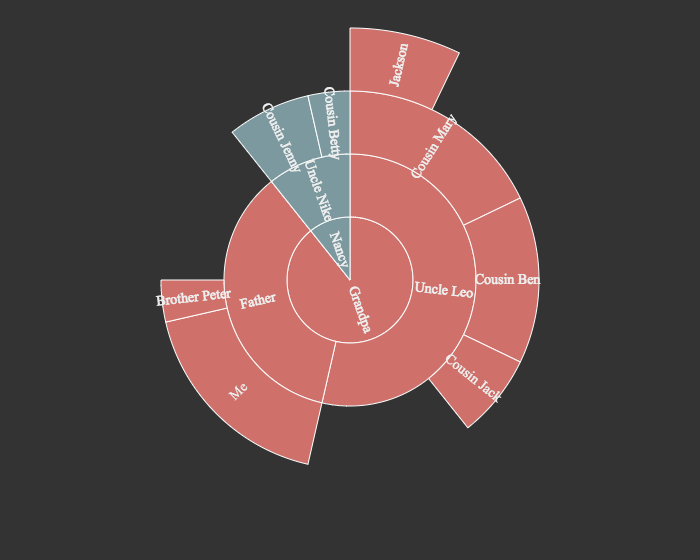 Jackson
Cousin Mary
Cousin Betty
Cousin Jenny
Uncle Nike
Nancy
Cousin Ben
Uncle Leo
Grandpa
Father
Brother Peter
Cousin Jack
Me